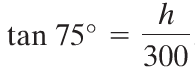 tan 75° = h/300